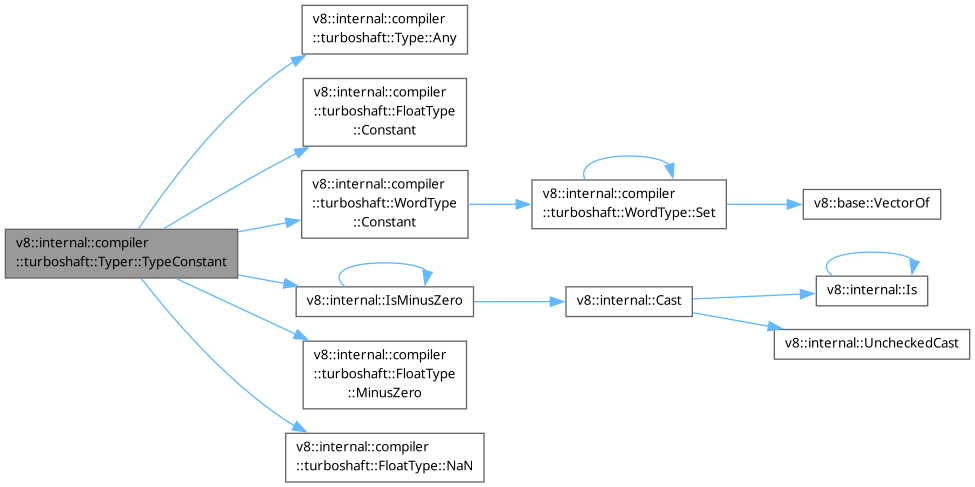 v8::internal::compiler
::turboshaft::Typer::TypeConstant
v8::internal::compiler
::turboshaft::Type::Any
v8::internal::compiler
::turboshaft::FloatType
::Constant
v8::internal::compiler
::turboshaft::WordType
::Constant
v8::internal::compiler
::turboshaft::WordType::Set
v8::base::VectorOf
v8::internal::IsMinusZero
v8::internal::Cast
v8::internal::Is
v8::internal::UncheckedCast
v8::internal::compiler
::turboshaft::FloatType
::MinusZero
v8::internal::compiler
::turboshaft::FloatType::NaN